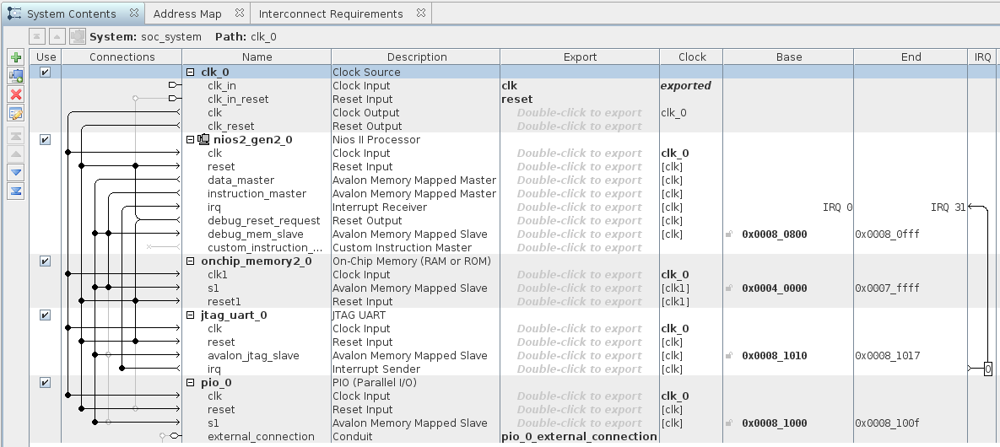 System Contents Address Map Interconnect Requirements
System: soc_system Path: clk_0
Use Connections Name Description Export Clock Base End IRQ
clk_0 Clock Source
clk_in Clock Input clk exported
clk_in_reset Reset Input reset
clk Clock Output Double-click to export clk_0
clk_reset Reset Output Double-click to export
nios2_gen2_0 Nios II Processor
clk Clock Input Double-click to export clk_0
reset Reset Input Double-click to export [clk]
data_master Avalon Memory Mapped Master Double-click to export [clk]
instruction_master Avalon Memory Mapped Master Double-click to export [clk]
irq Interrupt Receiver Double-click to export [clk] IRQ 0 IRQ 31
debug_reset_request Reset Output Double-click to export [clk]
debug_mem_slave Avalon Memory Mapped Slave Double-click to export [clk] 0x0008_0800 0x0008_0fff
custom_instruction_... Custom Instruction Master Double-click to export
onchip_memory2_0 On-Chip Memory (RAM or ROM)
clk1 Clock Input Double-click to export clk_0
s1 Avalon Memory Mapped Slave Double-click to export [clk1] 0x0004_0000 0x0007_ffff
reset1 Reset Input Double-click to export [clk1]
jtag_uart_0 JTAG UART
clk Clock Input Double-click to export clk_0
reset Reset Input Double-click to export [clk]
avalon_jtag_slave Avalon Memory Mapped Slave Double-click to export [clk] 0x0008_1010 0x0008_1017
irq Interrupt Sender Double-click to export [clk] 0
pio_0 PIO (Parallel I/O)
clk Clock Input Double-click to export clk_0
reset Reset Input Double-click to export [clk]
s1 Avalon Memory Mapped Slave Double-click to export [clk] 0x0008_1000 0x0008_100f
external_connection Conduit pio_0_external_connection